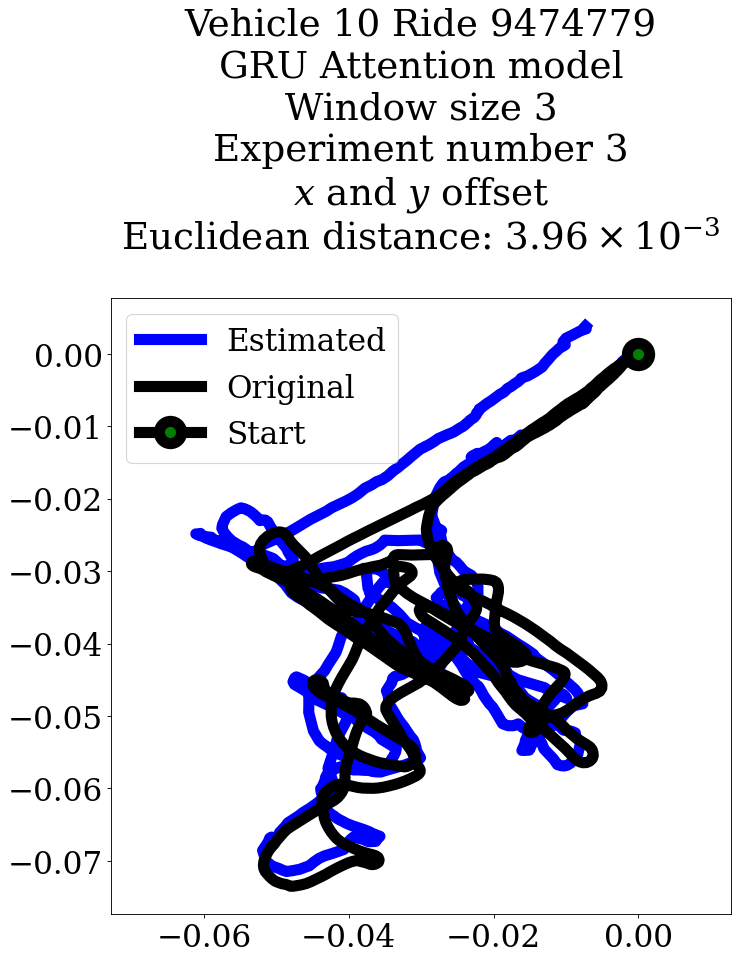 Vehicle 10 Ride 9474779
GRU Attention model
Window size 3
Experiment number 3
x and y offset
Euclidean distance: 3.96 × 10⁻³
Estimated
Original
Start
0.00
−0.01
−0.02
−0.03
−0.04
−0.05
−0.06
−0.07
−0.06 −0.04 −0.02 0.00